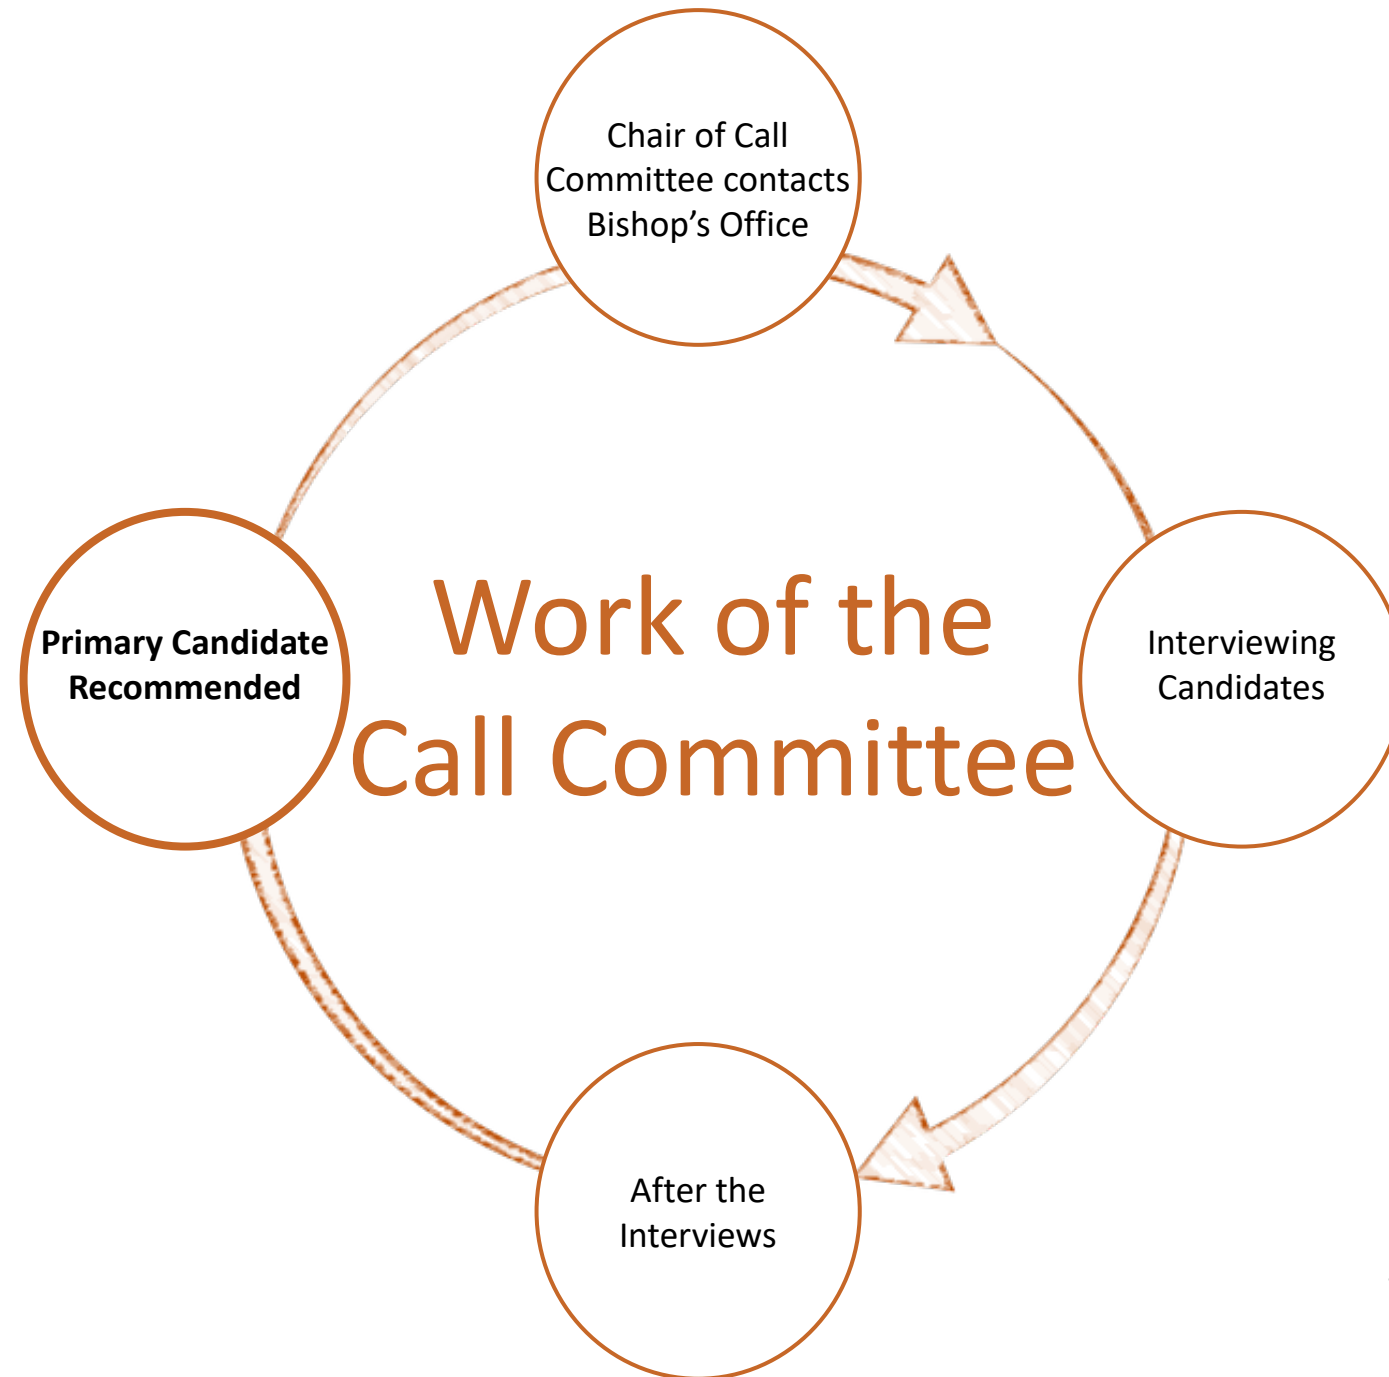 Chair of Call
Committee contacts
Bishop’s Office
Primary Candidate
Recommended
Work of the
Call Committee
Interviewing
Candidates
After the
Interviews